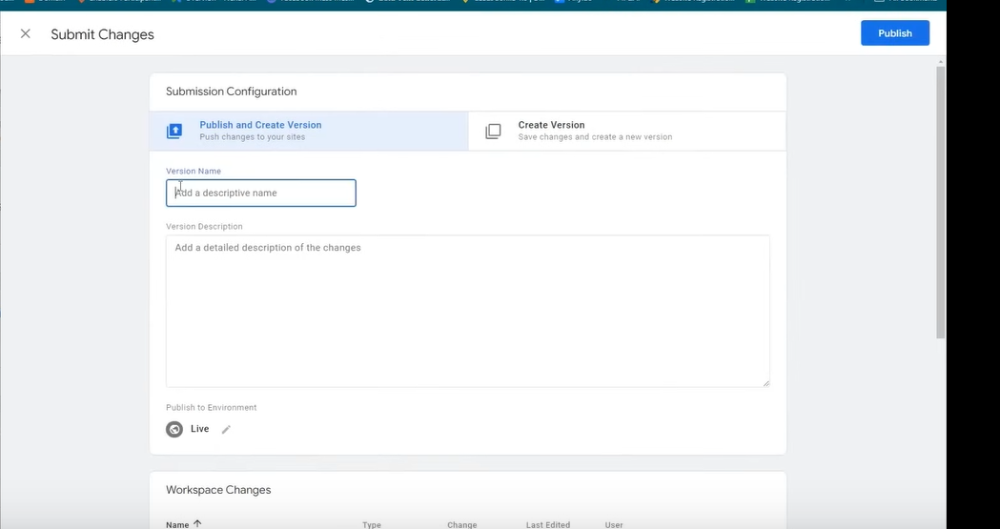 Submit Changes
Publish
Submission Configuration
Publish and Create Version
Push changes to your sites
Create Version
Save changes and create a new version
Version Name
Add a descriptive name
Version Description
Add a detailed description of the changes
Publish to Environment
Live
Workspace Changes
Name Type Change Last Edited User